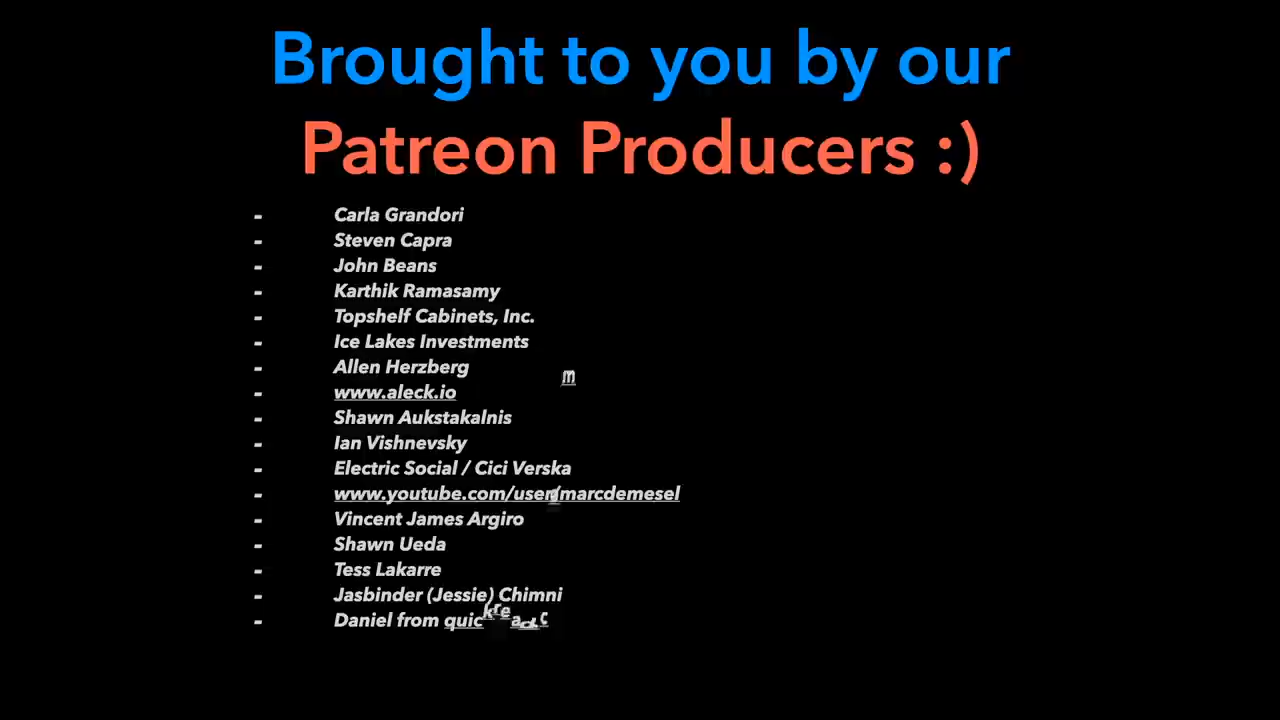 Brought to you by our
Patreon Producers :)
- Carla Grandori
- Steven Capra
- John Beans
- Karthik Ramasamy
- Topshelf Cabinets, Inc.
- Ice Lakes Investments
- Allen Herzberg
- www.aleck.io
- Shawn Aukstakalnis
- Ian Vishnevsky
- Electric Social / Cici Verska
- www.youtube.com/user/marcdemesel
- Vincent James Argiro
- Shawn Ueda
- Tess Lakarre
- Jasbinder (Jessie) Chimni
- Daniel from